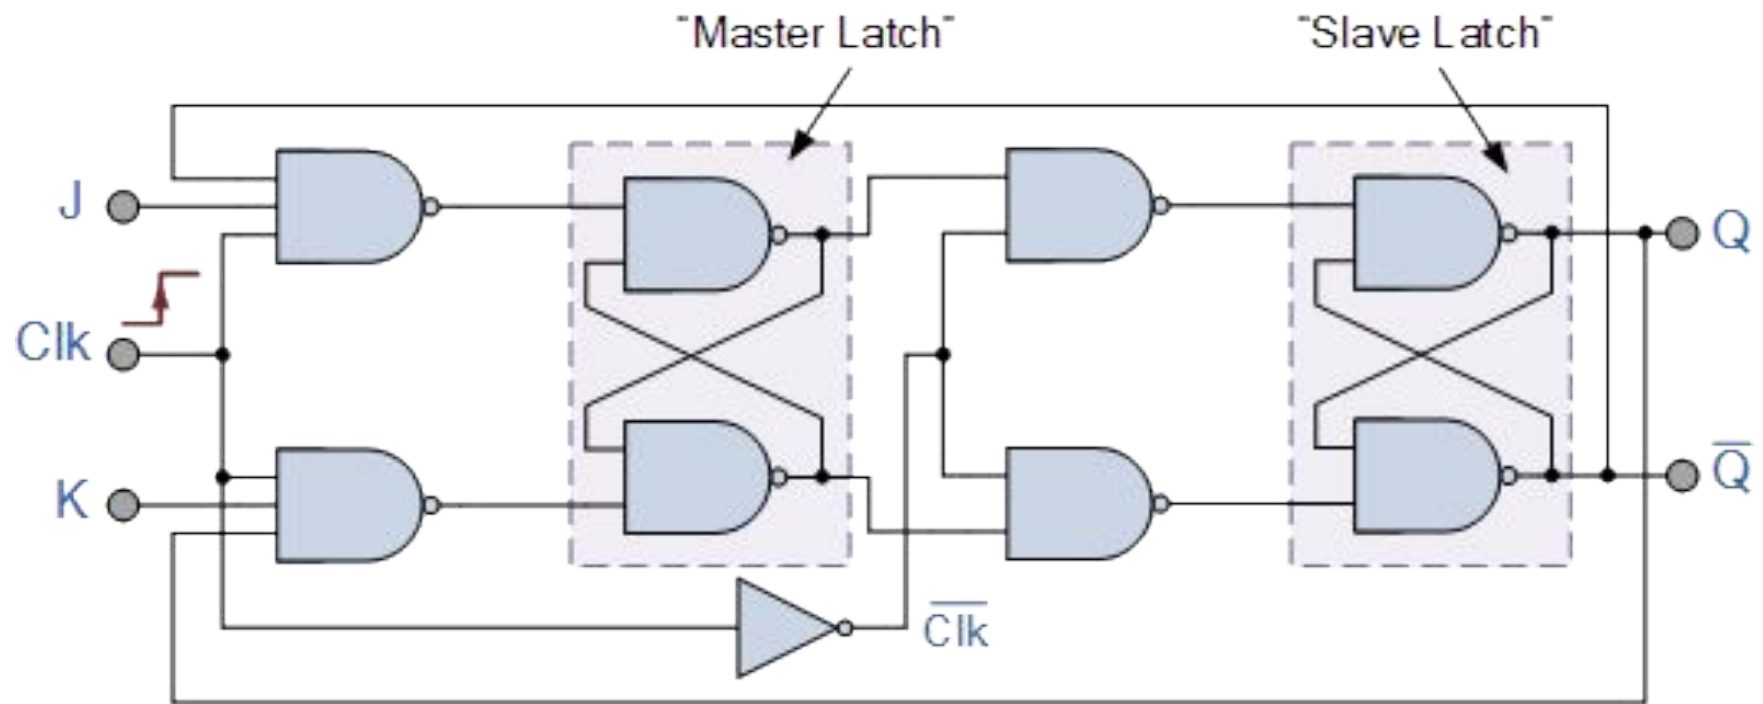 "Master Latch"
"Slave Latch"
J
Q
Clk
K
Q̅
C̅l̅k̅